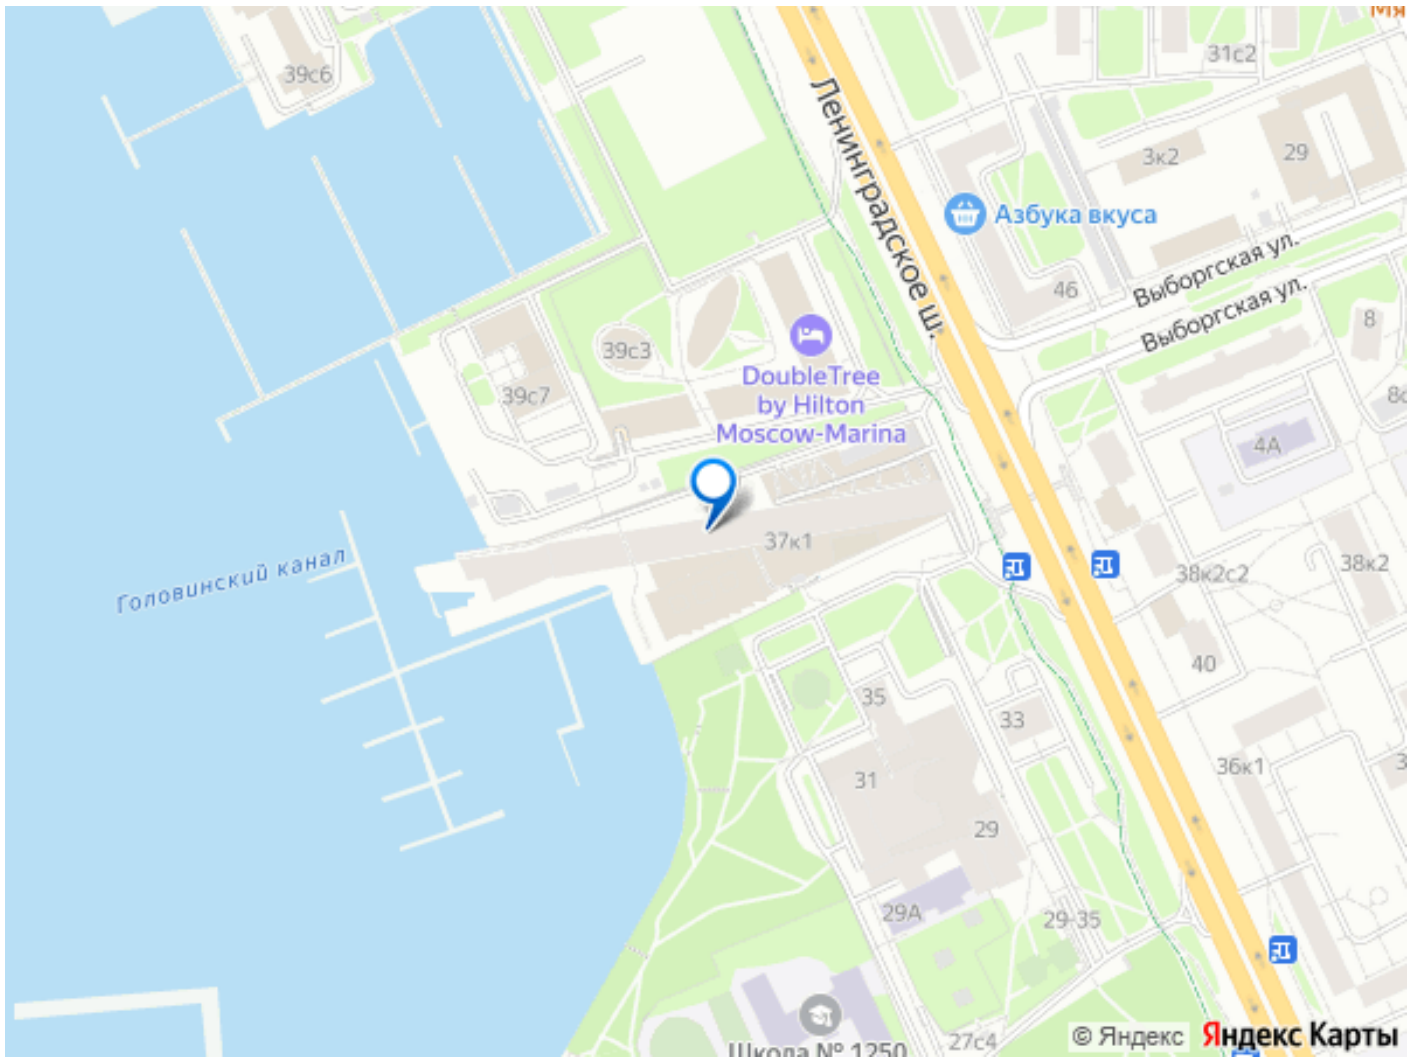 Мя
31с2
39с6
Ленинградское ш.
3к2
29
Азбука вкуса
Выборгская ул.
46
Выборгская ул.
8
39с3
DoubleTree
by Hilton
Moscow-Marina
39с7
4А
37к1
Головинский канал
38к2с2
38к2
40
35
33
36к1
31
29
29А
29-35
Школа № 1250
27с4
© Яндекс
Яндекс Карты